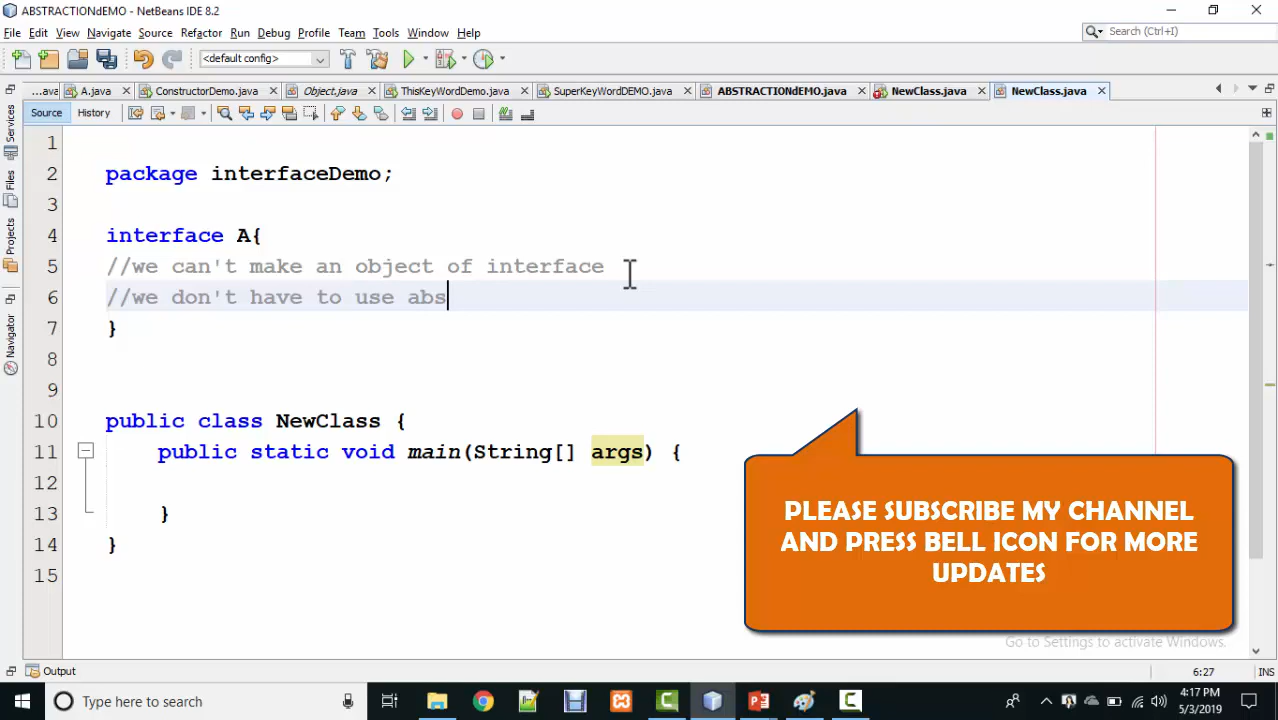 ABSTRACTIONdEMO - NetBeans IDE 8.2
File Edit View Navigate Source Refactor Run Debug Profile Team Tools Window Help
Search (Ctrl+I)
<default config>
...ava A.java ConstructorDemo.java Object.java ThisKeyWordDemo.java SuperKeyWordDEMO.java ABSTRACTIONdEMO.java NewClass.java NewClass.java
Source History
Services
Files
Projects
Navigator
1
2 package interfaceDemo;
3
4 interface A{
5 //we can't make an object of interface
6 //we don't have to use abs
7 }
8
9
10 public class NewClass {
11 public static void main(String[] args) {
12
13 }
14 }
15
PLEASE SUBSCRIBE MY CHANNEL
AND PRESS BELL ICON FOR MORE
UPDATES
Go to Settings to activate Windows.
Output
6:27 INS
Type here to search
4:17 PM
5/3/2019